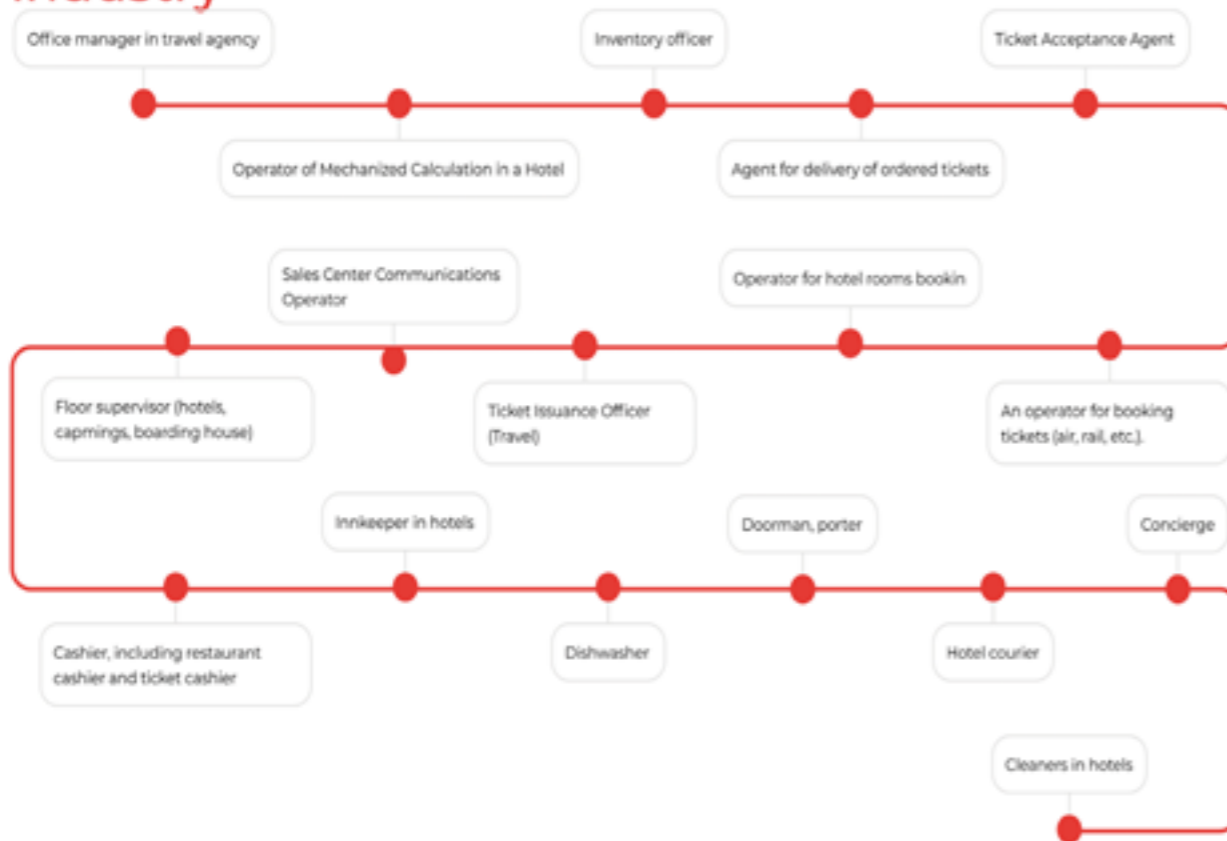 Industry
Office manager in travel agency
Inventory officer
Ticket Acceptance Agent
Operator of Mechanized Calculation in a Hotel
Agent for delivery of ordered tickets
Sales Center Communications
Operator
Operator for hotel rooms bookin
Floor supervisor (hotels,
capmings, boarding house)
Ticket Issuance Officer
(Travel)
An operator for booking
tickets (air, rail, etc.).
Innkeeper in hotels
Doorman, porter
Concierge
Cashier, including restaurant
cashier and ticket cashier
Dishwasher
Hotel courier
Cleaners in hotels